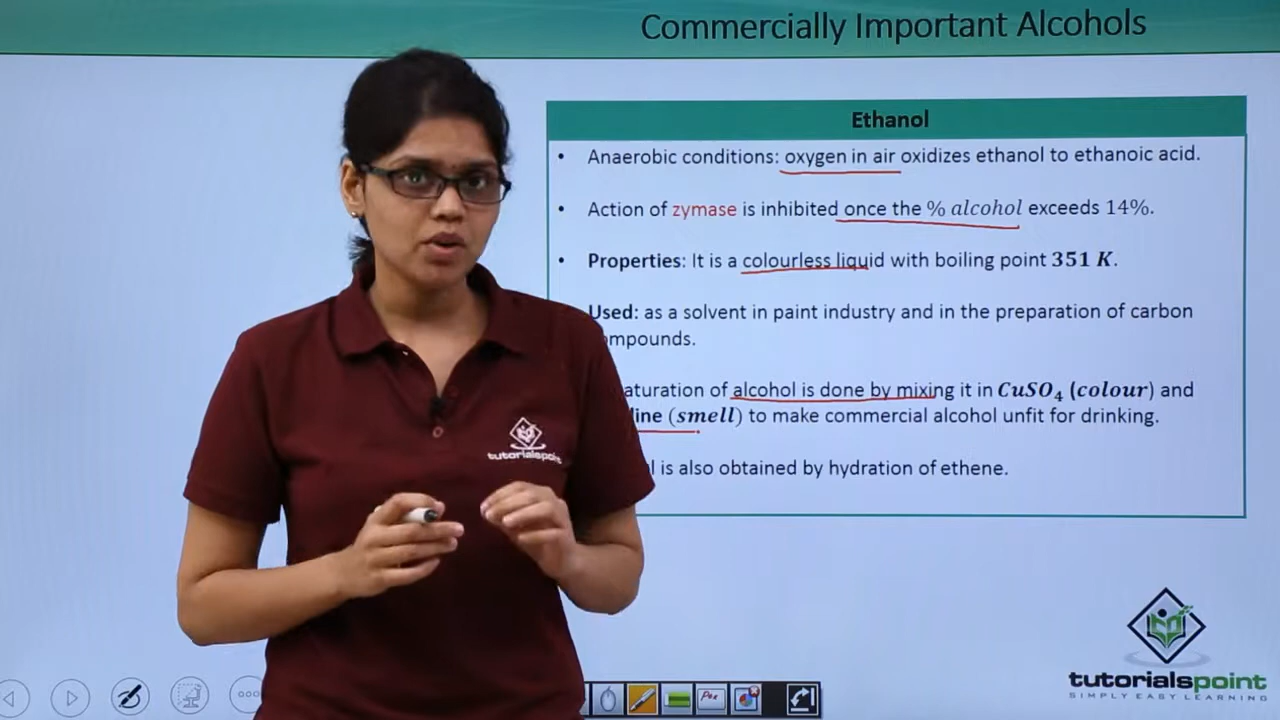 Commercially Important Alcohols
Ethanol
• Anaerobic conditions: oxygen in air oxidizes ethanol to ethanoic acid.
• Action of zymase is inhibited once the % alcohol exceeds 14%.
• Properties: It is a colourless liquid with boiling point 351 K.
Used: as a solvent in paint industry and in the preparation of carbon
mpounds.
aturation of alcohol is done by mixing it in CuSO₄ (colour) and
line (smell) to make commercial alcohol unfit for drinking.
l is also obtained by hydration of ethene.
tutorialspoint
Pen
tutorialspoint
SIMPLY EASY LEARNING